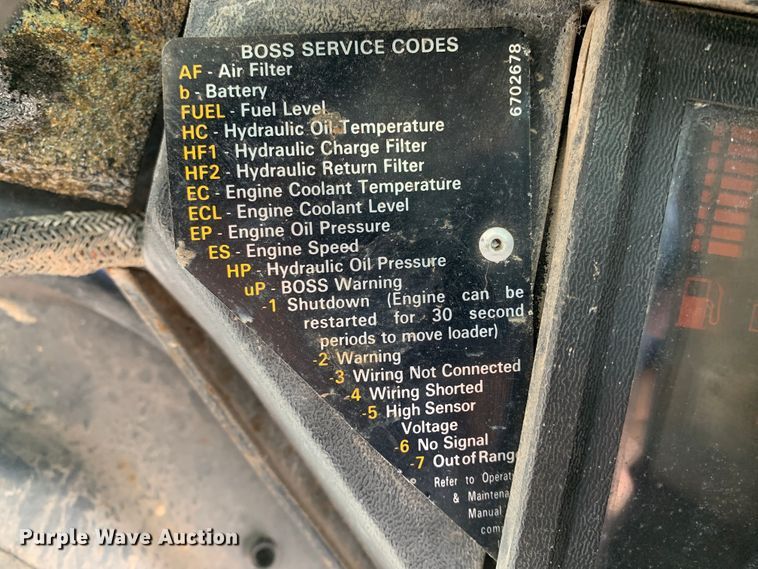 BOSS SERVICE CODES
6702678
AF - Air Filter
b - Battery
FUEL - Fuel Level
HC - Hydraulic Oil Temperature
HF1 - Hydraulic Charge Filter
HF2 - Hydraulic Return Filter
EC - Engine Coolant Temperature
ECL - Engine Coolant Level
EP - Engine Oil Pressure
ES - Engine Speed
HP - Hydraulic Oil Pressure
uP - BOSS Warning
-1 Shutdown (Engine can be
restarted for 30 second
periods to move loader)
-2 Warning
-3 Wiring Not Connected
-4 Wiring Shorted
-5 High Sensor
Voltage
-6 No Signal
-7 Out of Rang
Refer to Operat
& Maintena
Manual
com
Purple Wave Auction